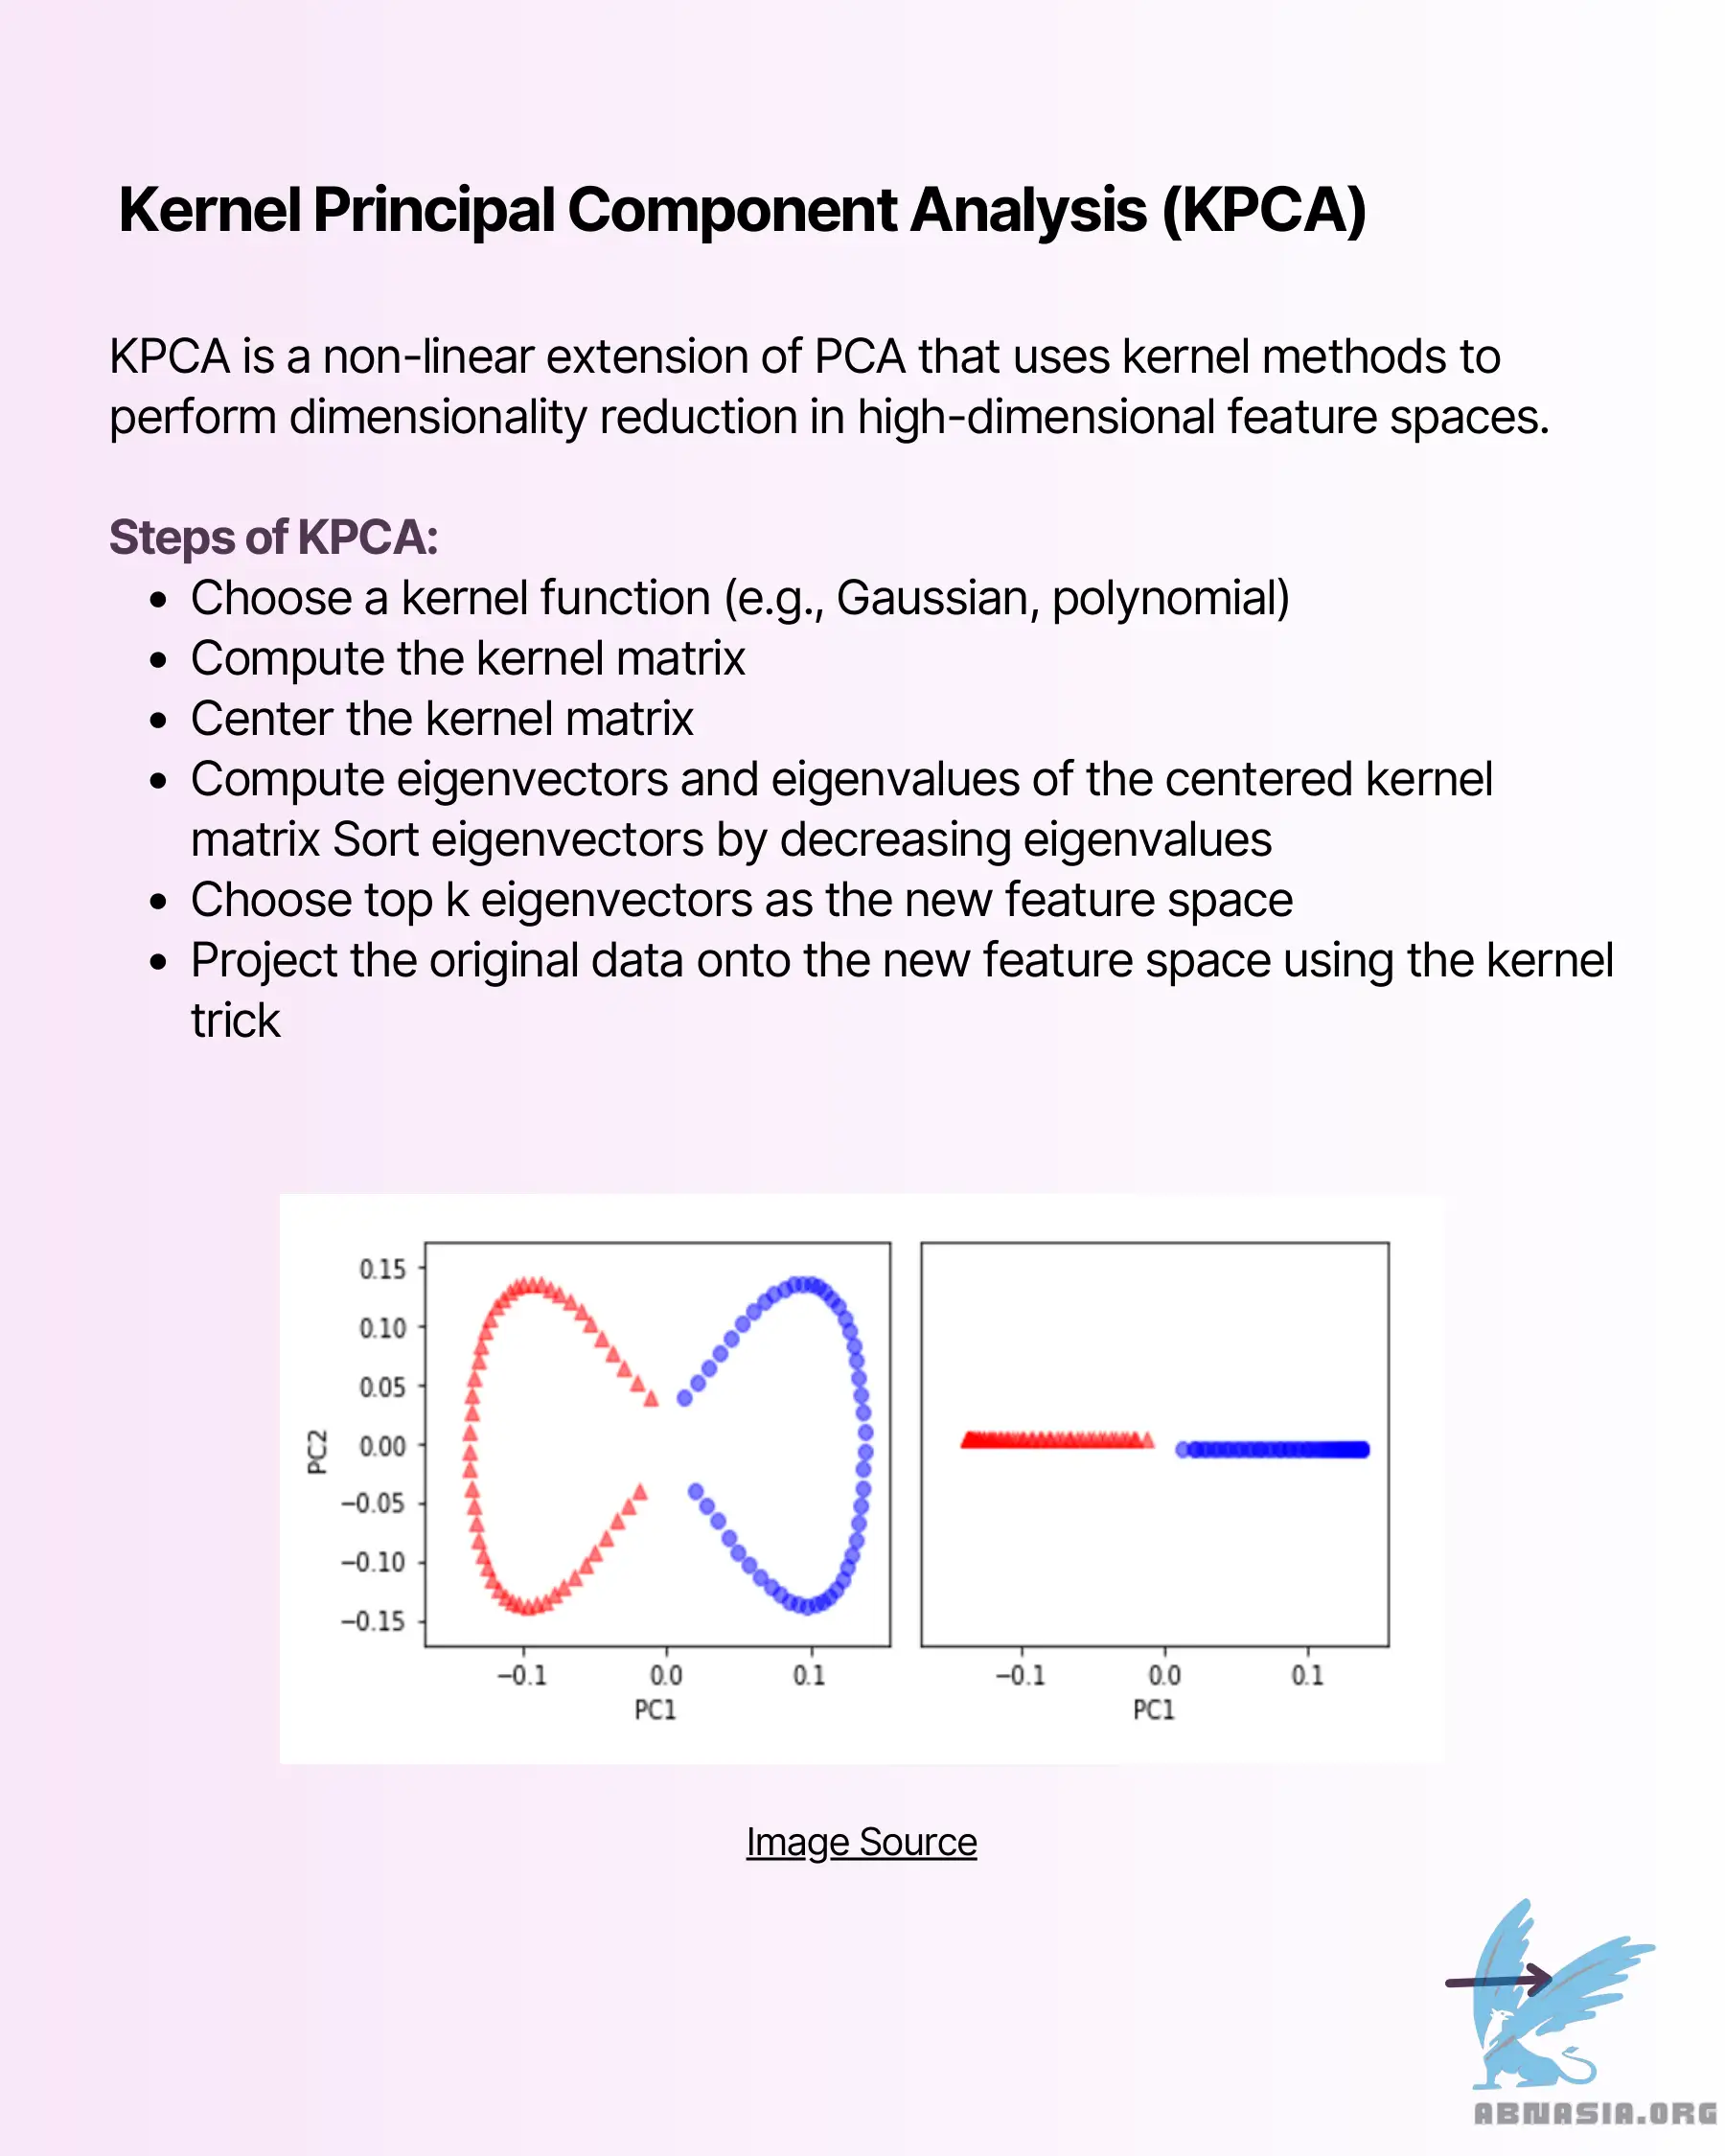 Kernel Principal Component Analysis (KPCA)
KPCA is a non-linear extension of PCA that uses kernel methods to
perform dimensionality reduction in high-dimensional feature spaces.
Steps of KPCA:
• Choose a kernel function (e.g., Gaussian, polynomial)
• Compute the kernel matrix
• Center the kernel matrix
• Compute eigenvectors and eigenvalues of the centered kernel
matrix Sort eigenvectors by decreasing eigenvalues
• Choose top k eigenvectors as the new feature space
• Project the original data onto the new feature space using the kernel
trick
PC2
0.15
0.10
0.05
0.00
−0.05
−0.10
−0.15
−0.1 0.0 0.1
PC1
−0.1 0.0 0.1
PC1
Image Source
ABNASIA.ORG